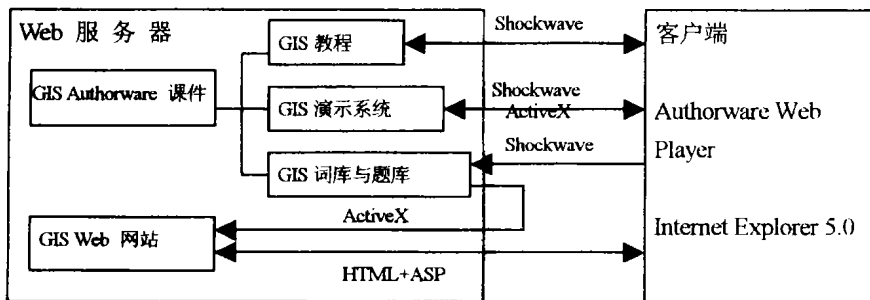 Web 服 务 器
GIS 教程
Shockwave
客户端
GIS Authorware 课件
GIS 演示系统
Shockwave
ActiveX
Authorware Web
Player
Shockwave
GIS 词库与题库
ActiveX
GIS Web 网站
Internet Explorer 5.0
HTML+ASP